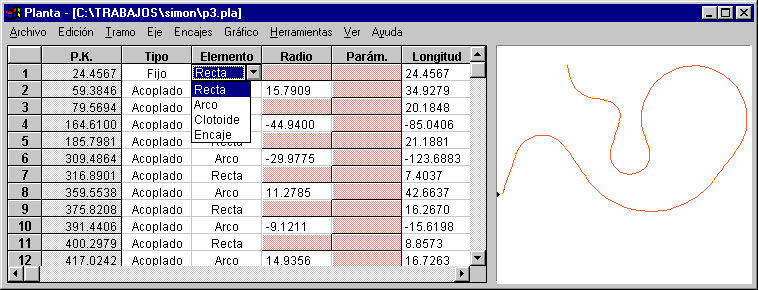 Planta - [C:\TRABAJOS\simon\p3.pla]
Archivo Edición Tramo Eje Encajes Gráfico Herramientas Ver Ayuda
P.K. Tipo Elemento Radio Parám. Longitud
1 24.4567 Fijo Recta 24.4567
2 59.3846 Acoplado Recta 15.7909 34.9279
3 79.5694 Acoplado Arco 20.1848
4 164.6100 Acoplado Clotoide -44.9400 -85.0406
5 185.7981 Acoplado Encaje 21.1881
6 309.4864 Acoplado Arco -29.9775 -123.6883
7 316.8901 Acoplado Recta 7.4037
8 359.5538 Acoplado Arco 11.2785 42.6637
9 375.8208 Acoplado Recta 16.2670
10 391.4406 Acoplado Arco -9.1211 -15.6198
11 400.2979 Acoplado Recta 8.8573
12 417.0242 Acoplado Arco 14.9356 16.7263